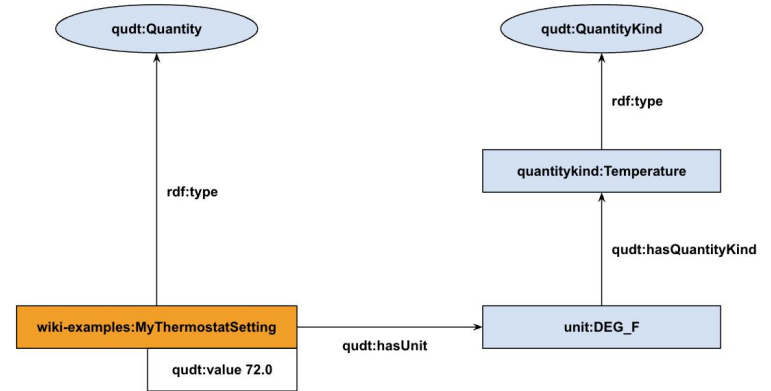 qudt:Quantity
qudt:QuantityKind
rdf:type
quantitykind:Temperature
rdf:type
qudt:hasQuantityKind
wiki-examples:MyThermostatSetting
unit:DEG_F
qudt:hasUnit
qudt:value 72.0